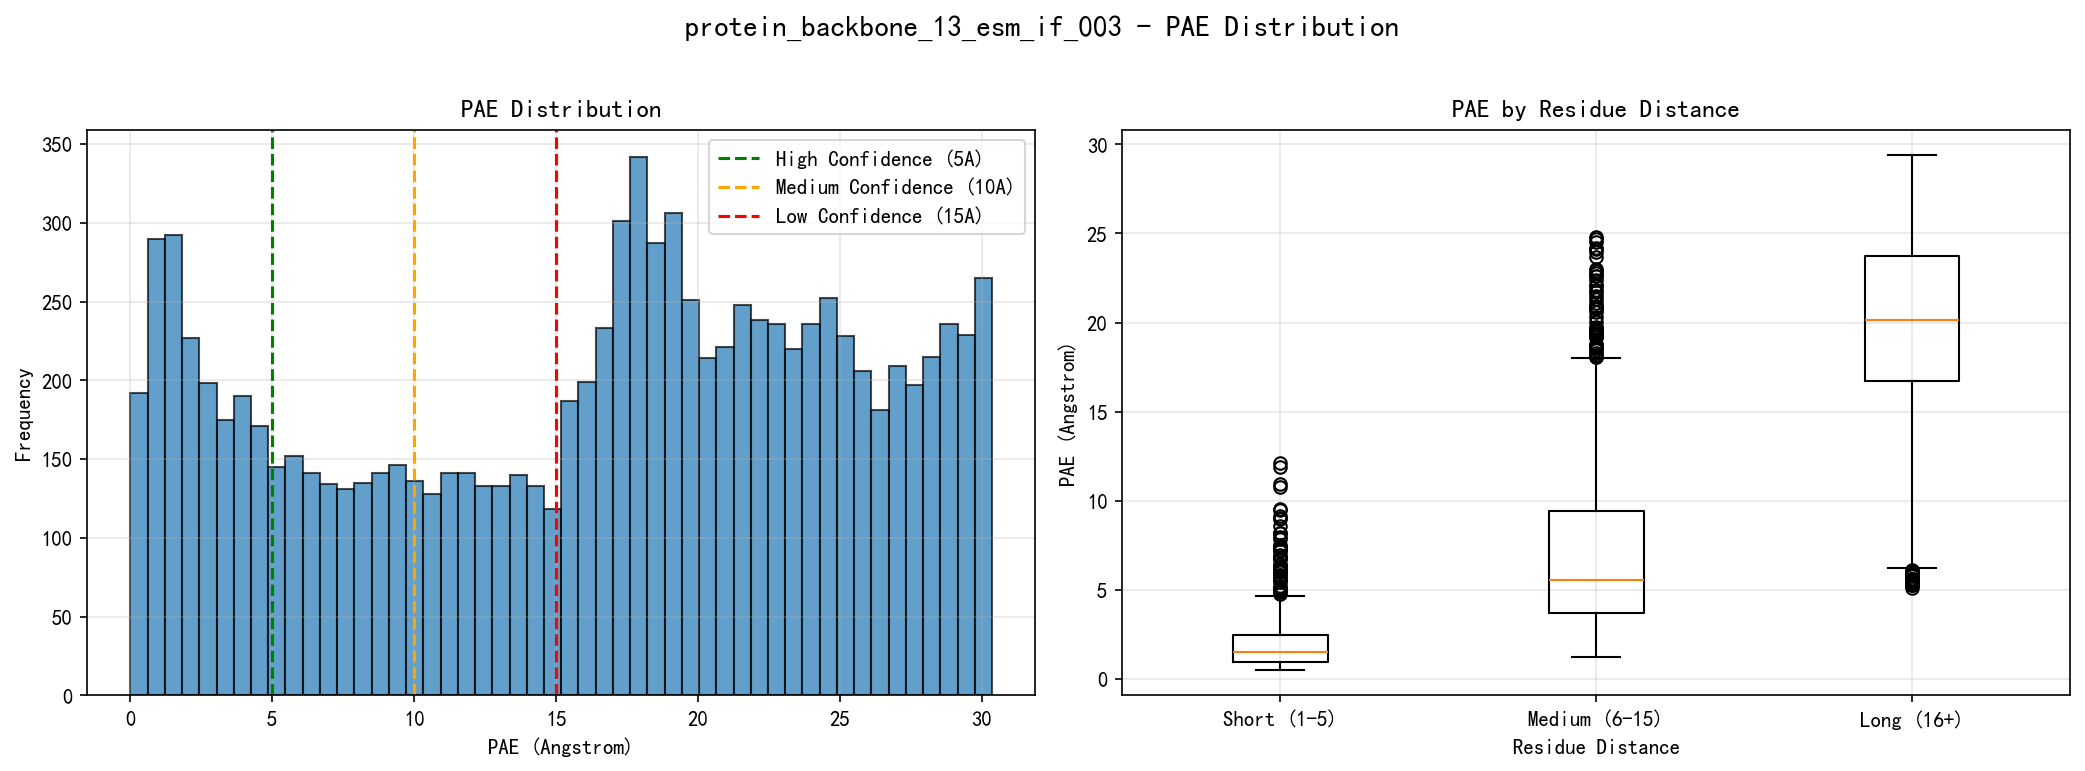 protein_backbone_13_esm_if_003 - PAE Distribution
PAE Distribution
350
300
250
200
150
100
50
0
Frequency
High Confidence (5A)
Medium Confidence (10A)
Low Confidence (15A)
0 5 10 15 20 25 30
PAE (Angstrom)
PAE by Residue Distance
30
25
20
15
10
5
0
PAE (Angstrom)
Short (1-5) Medium (6-15) Long (16+)
Residue Distance